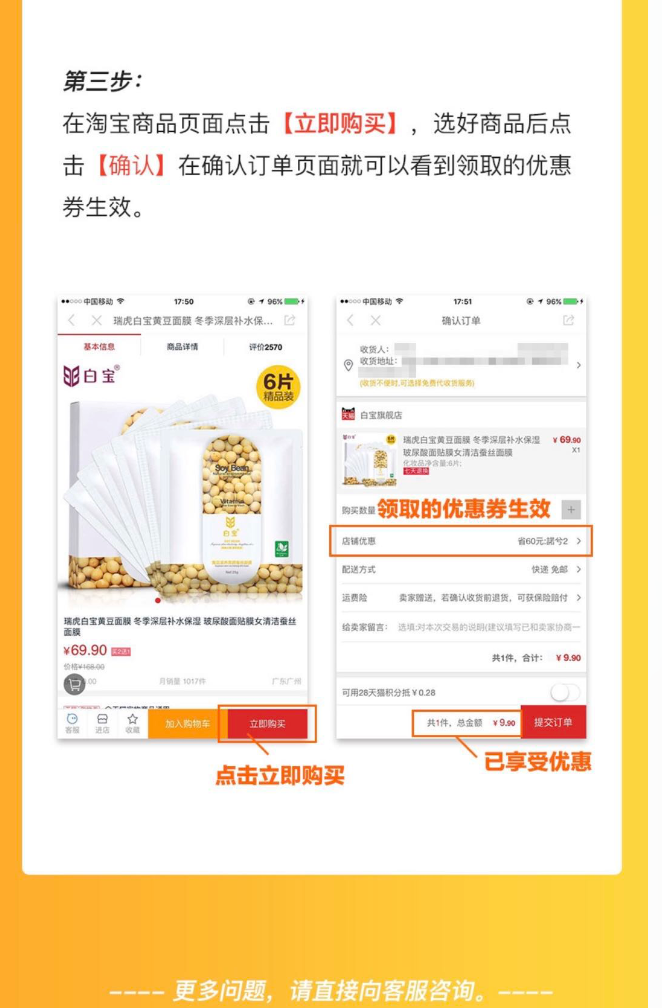 第三步：
在淘宝商品页面点击【立即购买】，选好商品后点
击【确认】在确认订单页面就可以看到领取的优惠
券生效。
中国移动 17:50 96%
瑞虎白宝黄豆面膜 冬季深层补水保...
基本信息 商品详情 评价2570
白宝®
6片
精品装
Soy Bean
白宝
瑞虎白宝黄豆面膜 冬季深层补水保湿 玻尿酸面贴膜女清洁蚕丝
面膜
¥69.90
价格¥168.00
月销量 1017件 广东广州
客服 进店 收藏 加入购物车 立即购买
点击立即购买
中国移动 17:51 96%
确认订单
收货人：
收货地址：
(收货不便时,可选择免费代收货服务)
天猫 白宝旗舰店
瑞虎白宝黄豆面膜 冬季深层补水保湿 ¥ 69.90
玻尿酸面贴膜女清洁蚕丝面膜 X1
化妆品净含量:6片;
七天退换
购买数量 领取的优惠券生效 +
店铺优惠 省60元:
配送方式 快递 免邮
运费险 卖家赠送，若确认收货前退货，可获保险赔付
给卖家留言： 选填:对本次交易的说明(建议填写已和卖家协商一
共1件，合计： ¥ 9.90
可用28天猫积分抵 ¥ 0.28
共1件，总金额 ¥ 9.90 提交订单
已享受优惠
---- 更多问题，请直接向客服咨询。 ----